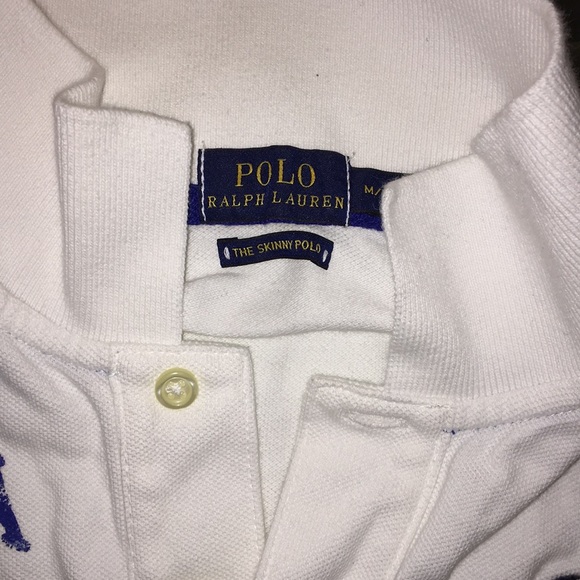 POLO
RALPH LAUREN
M/
THE SKINNY POLO